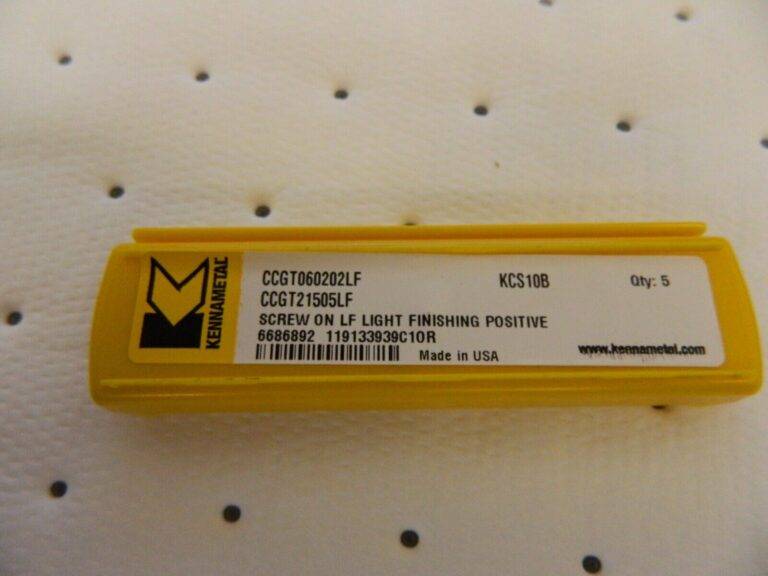 KENNAMETAL
CCGT060202LF KCS10B Qty: 5
CCGT21505LF
SCREW ON LF LIGHT FINISHING POSITIVE
6686892 119133939C10R
Made in USA www.kennametal.com